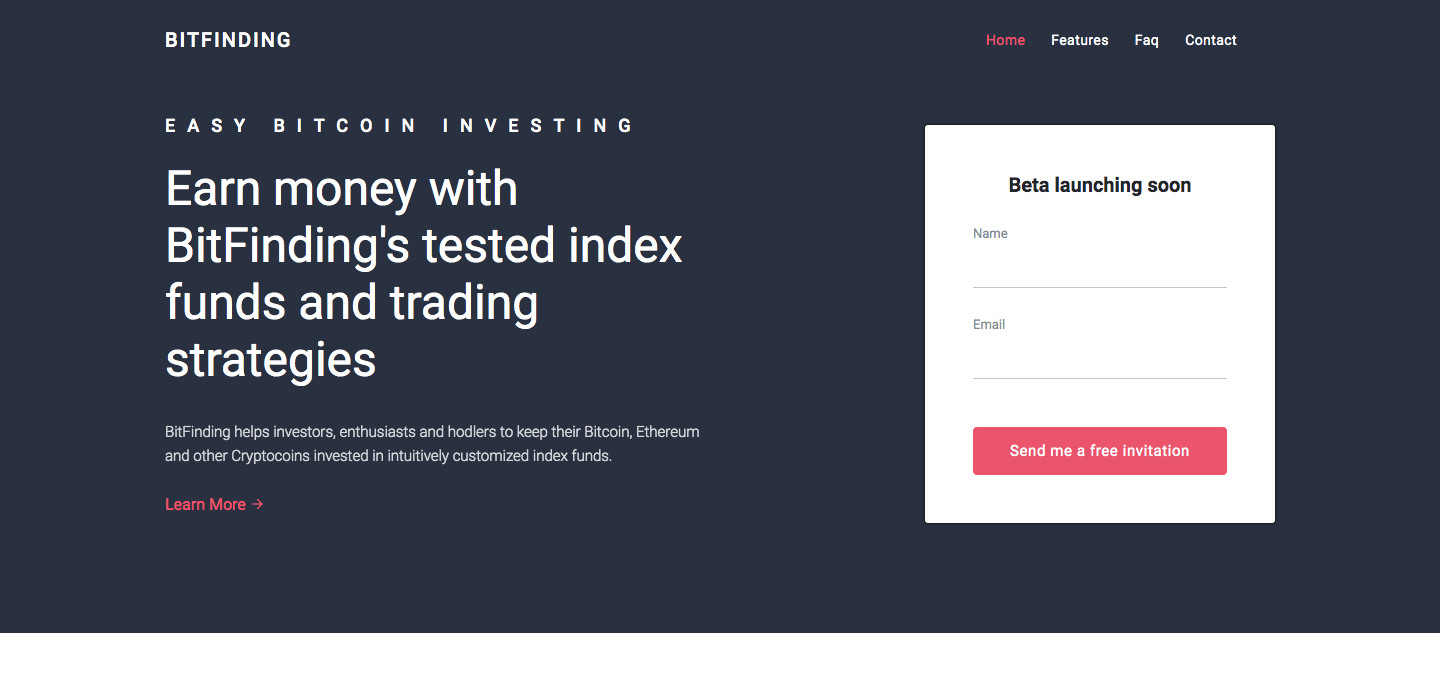 BITFINDING
Home Features Faq Contact
EASY BITCOIN INVESTING
Earn money with
BitFinding's tested index
funds and trading
strategies
BitFinding helps investors, enthusiasts and hodlers to keep their Bitcoin, Ethereum
and other Cryptocoins invested in intuitively customized index funds.
Learn More →
Beta launching soon
Name
Email
Send me a free invitation